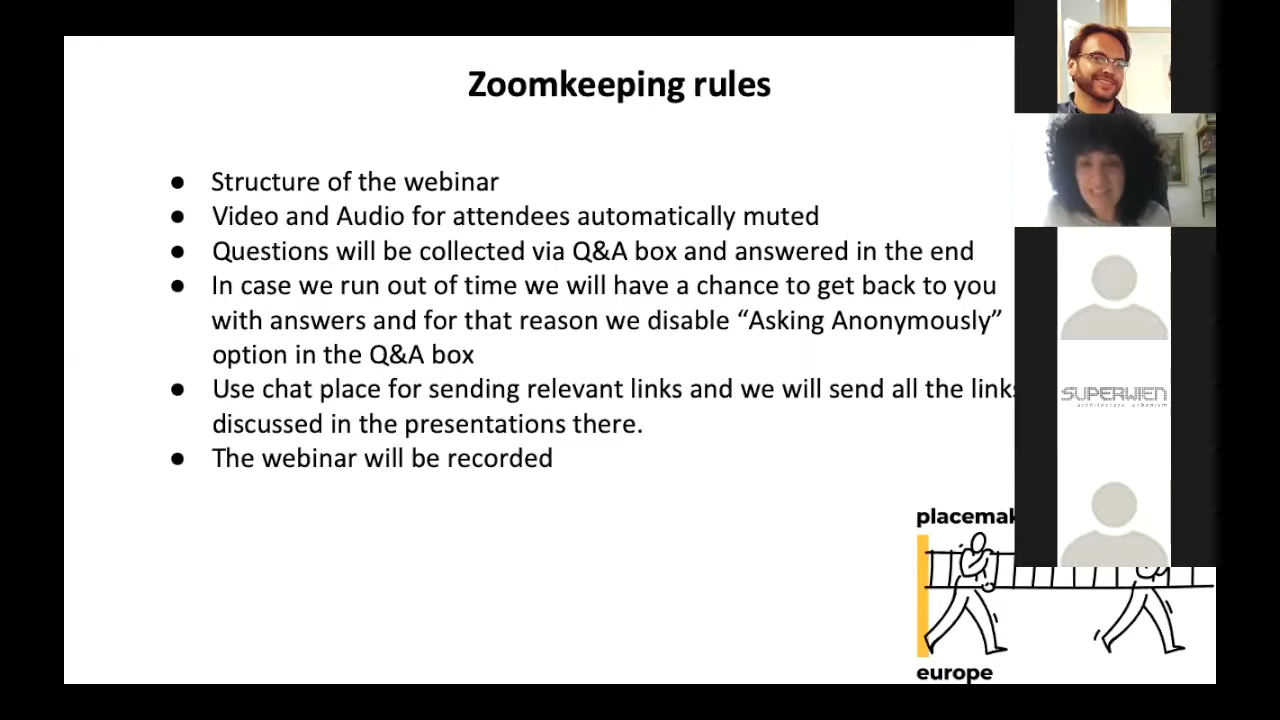 Zoomkeeping rules
● Structure of the webinar
● Video and Audio for attendees automatically muted
● Questions will be collected via Q&A box and answered in the end
● In case we run out of time we will have a chance to get back to you
with answers and for that reason we disable “Asking Anonymously”
option in the Q&A box
● Use chat place for sending relevant links and we will send all the links
discussed in the presentations there.
● The webinar will be recorded
SUPERWIEN
architecture urbanism
placemak
europe